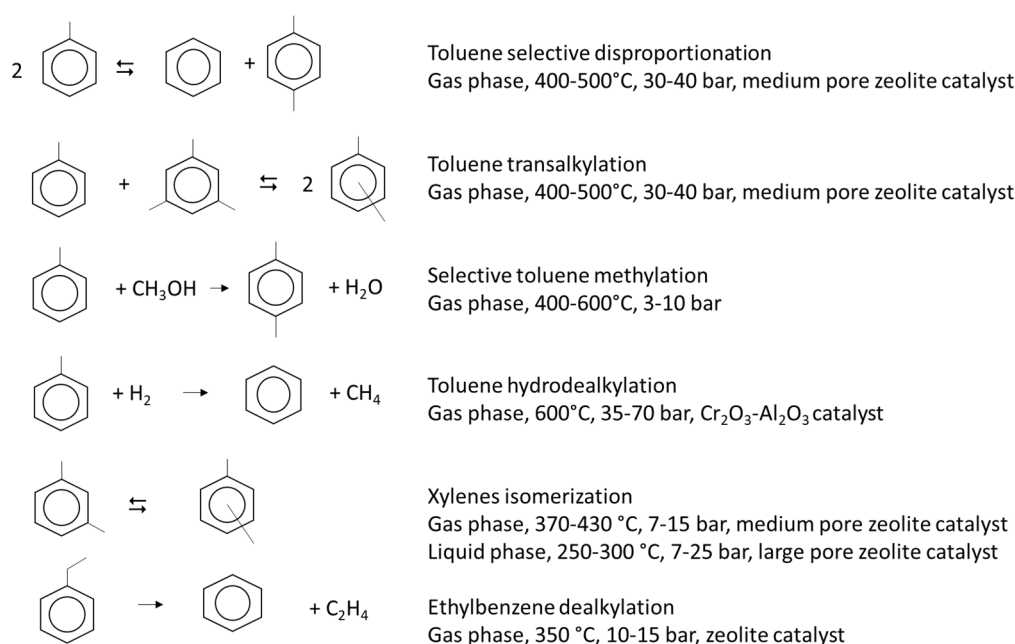 2 + Toluene selective disproportionation
Gas phase, 400-500°C, 30-40 bar, medium pore zeolite catalyst
Toluene transalkylation
+ 2 Gas phase, 400-500°C, 30-40 bar, medium pore zeolite catalyst
Selective toluene methylation
+ CH₃OH → + H₂O Gas phase, 400-600°C, 3-10 bar
Toluene hydrodealkylation
+ H₂ → + CH₄ Gas phase, 600°C, 35-70 bar, Cr₂O₃-Al₂O₃ catalyst
Xylenes isomerization
Gas phase, 370-430 °C, 7-15 bar, medium pore zeolite catalyst
Liquid phase, 250-300 °C, 7-25 bar, large pore zeolite catalyst
→ + C₂H₄ Ethylbenzene dealkylation
Gas phase, 350 °C, 10-15 bar, zeolite catalyst